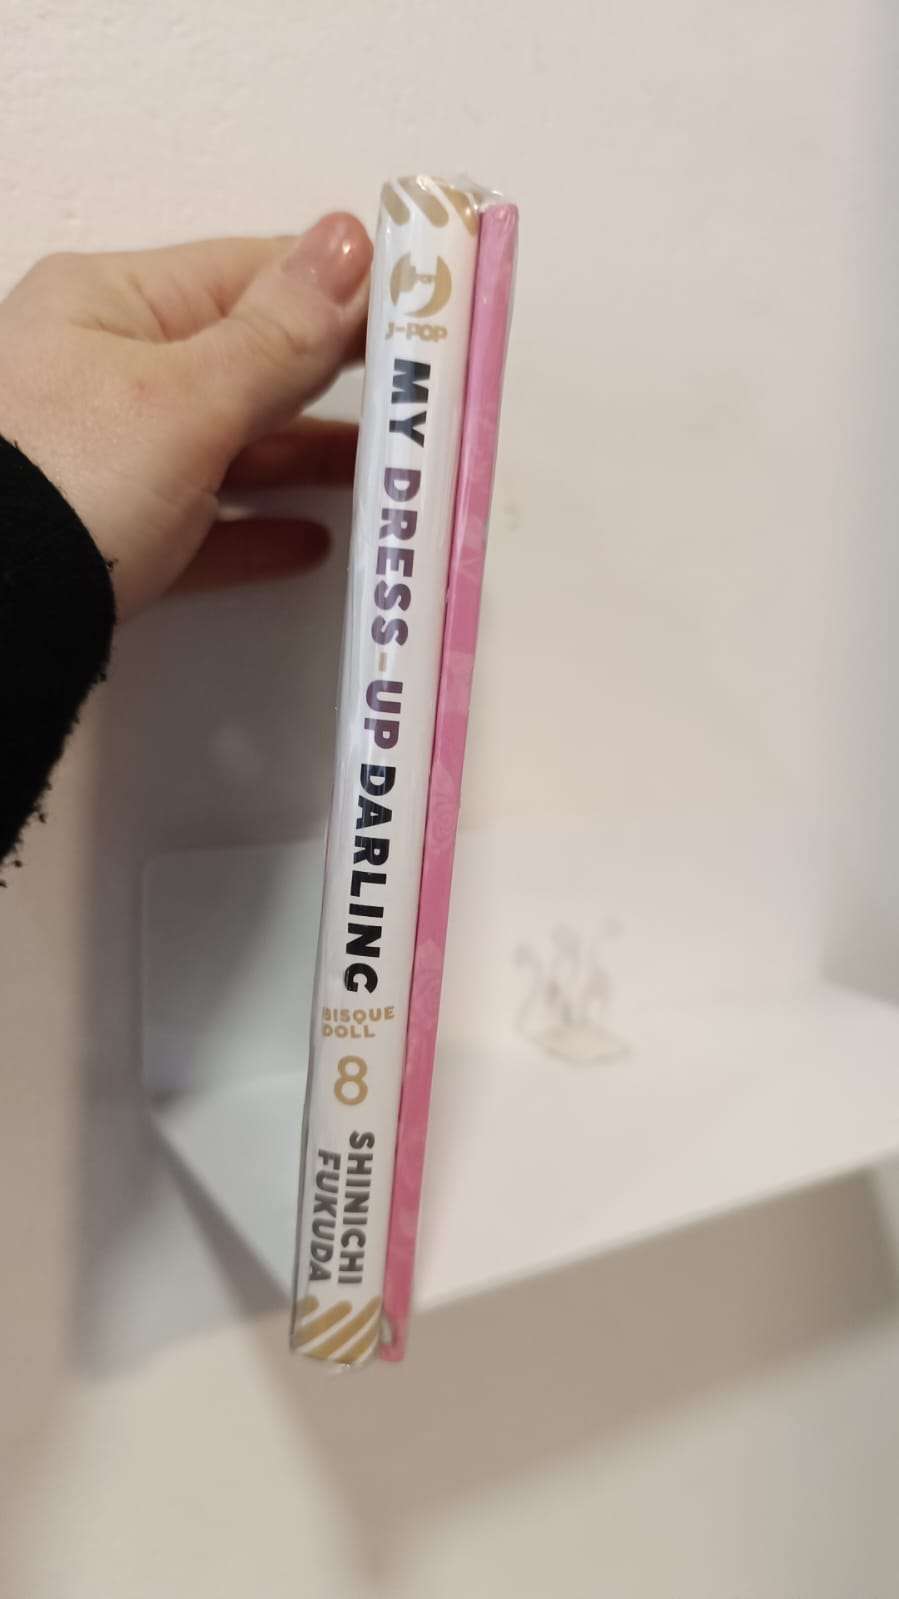 J-POP
MY DRESS-UP DARLING
BISQUE
DOLL
8
SHINICHI
FUKUDA